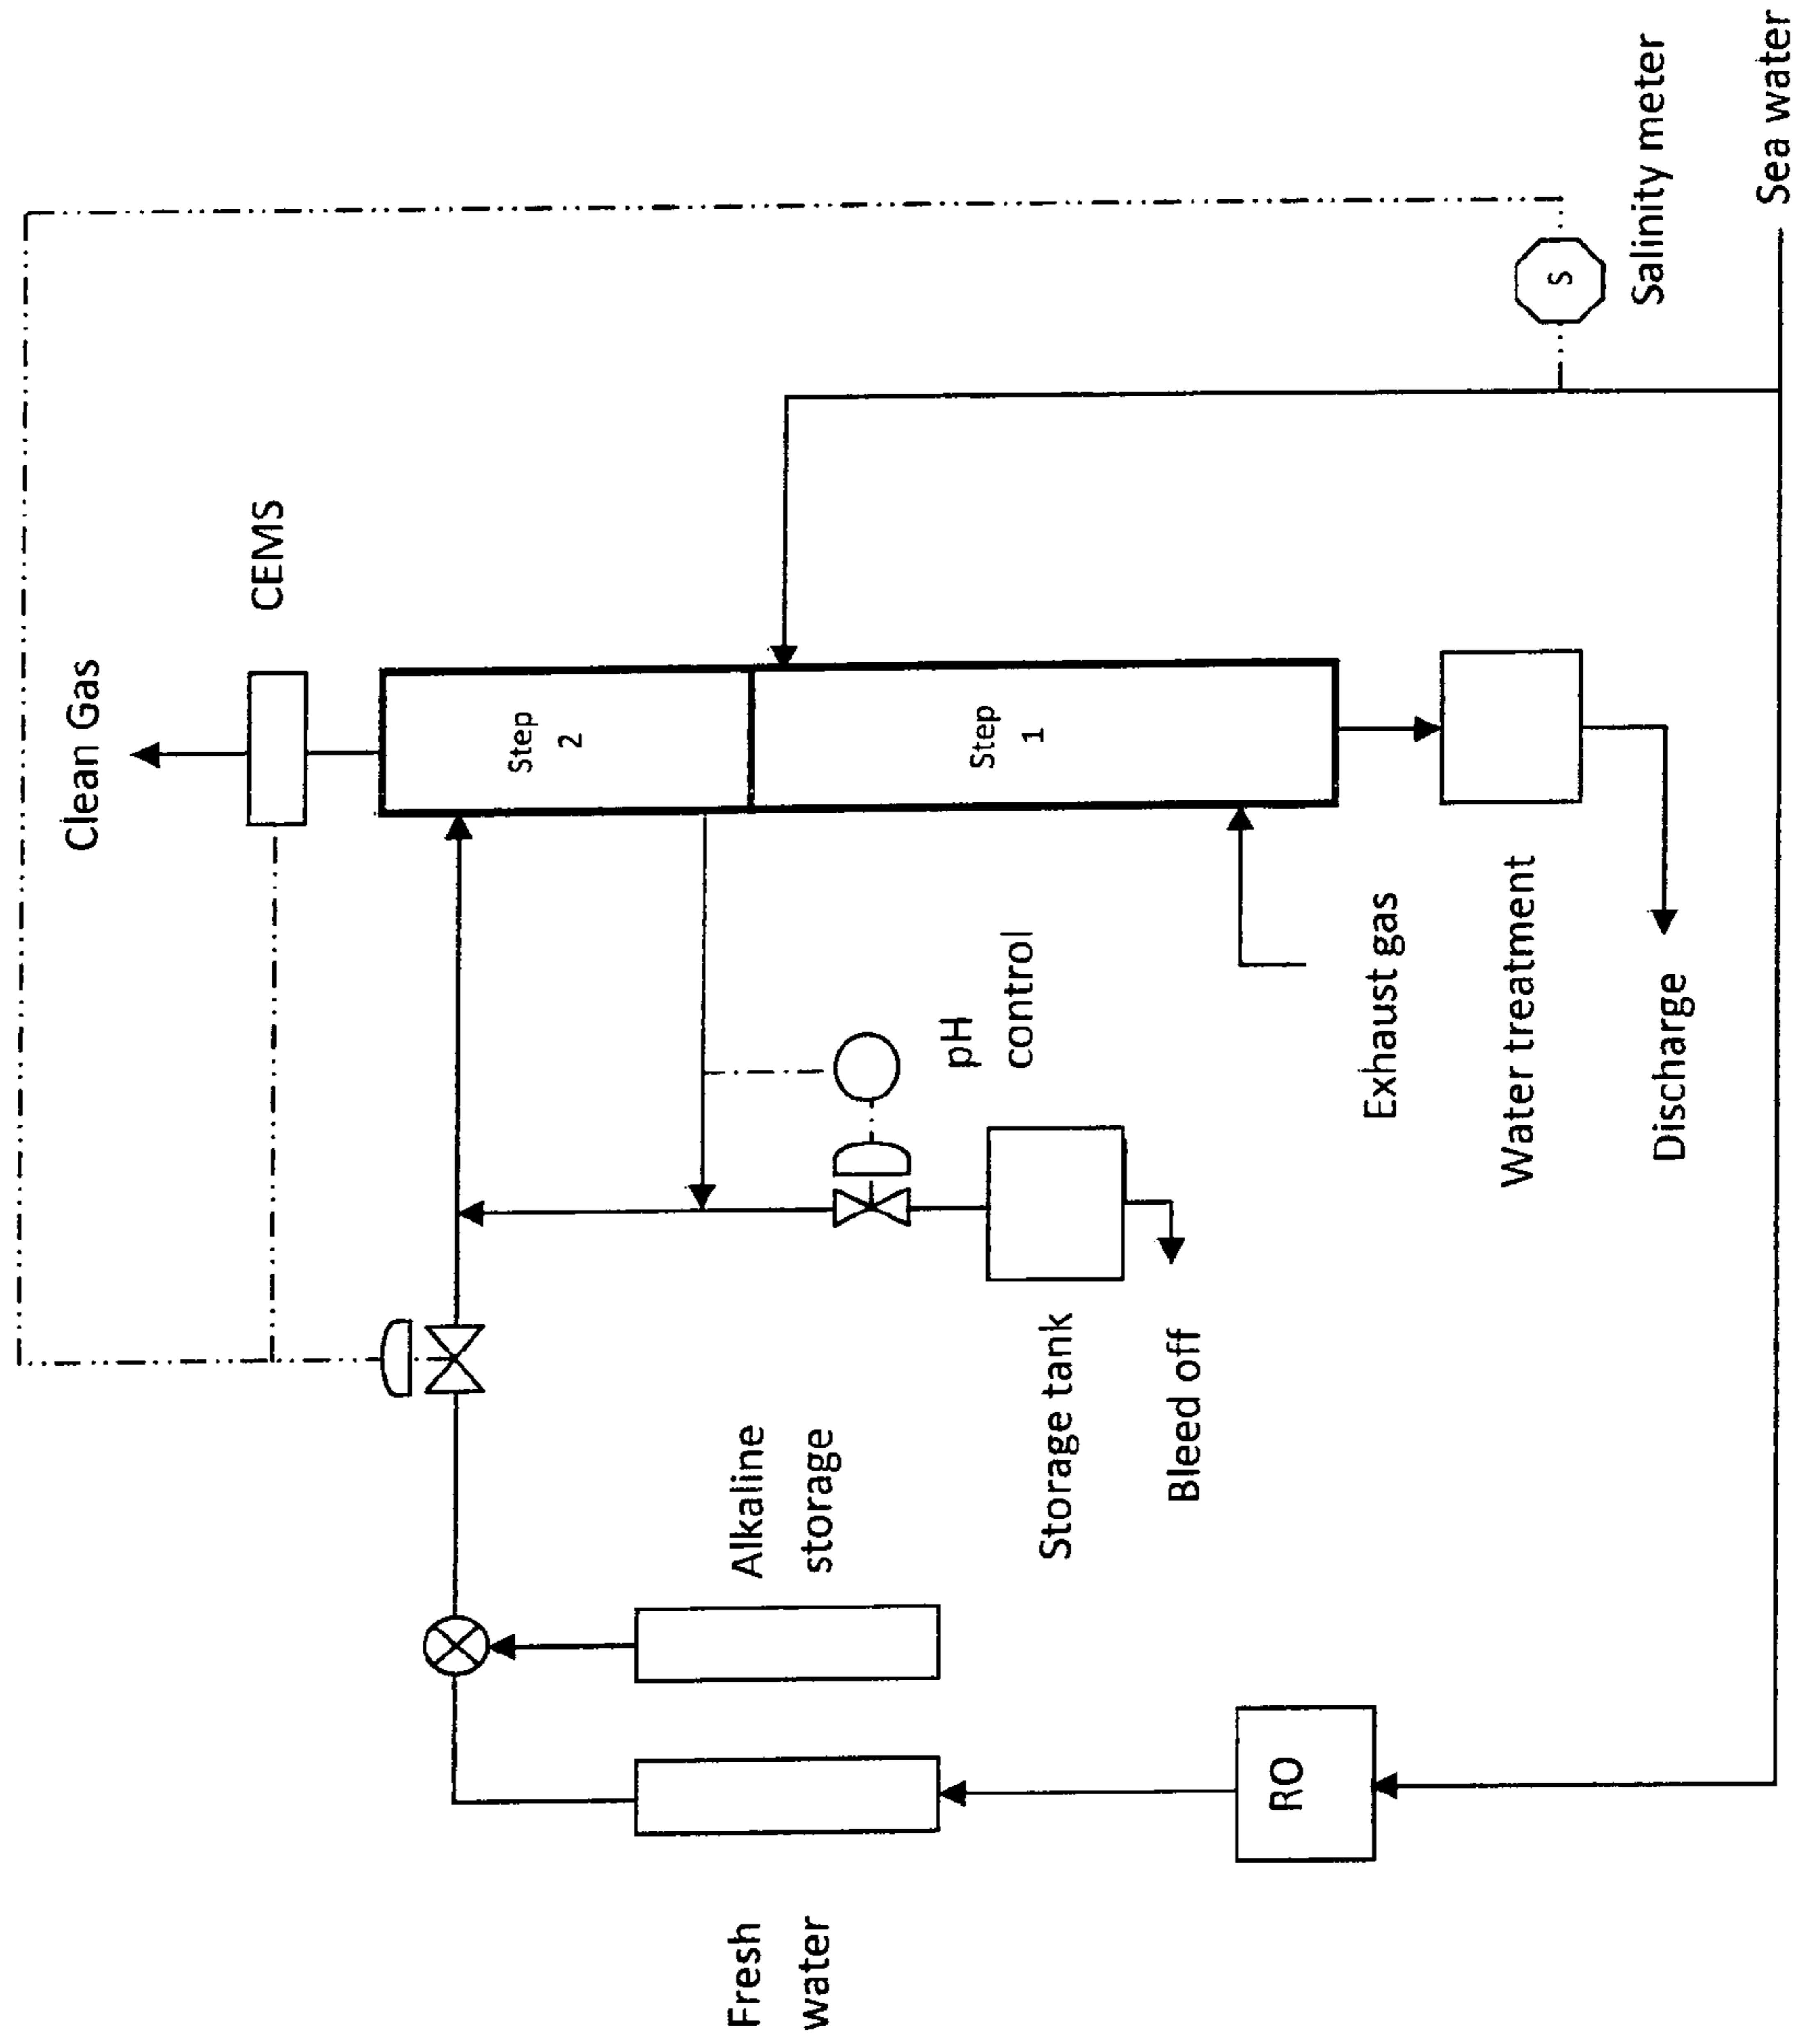 Clean Gas
CEMS
Step
2
Step
1
pH
control
Alkaline
storage
Fresh
water
Storage tank
Bleed off
RO
Exhaust gas
Water treatment
Discharge
S
Salinity meter
Sea water